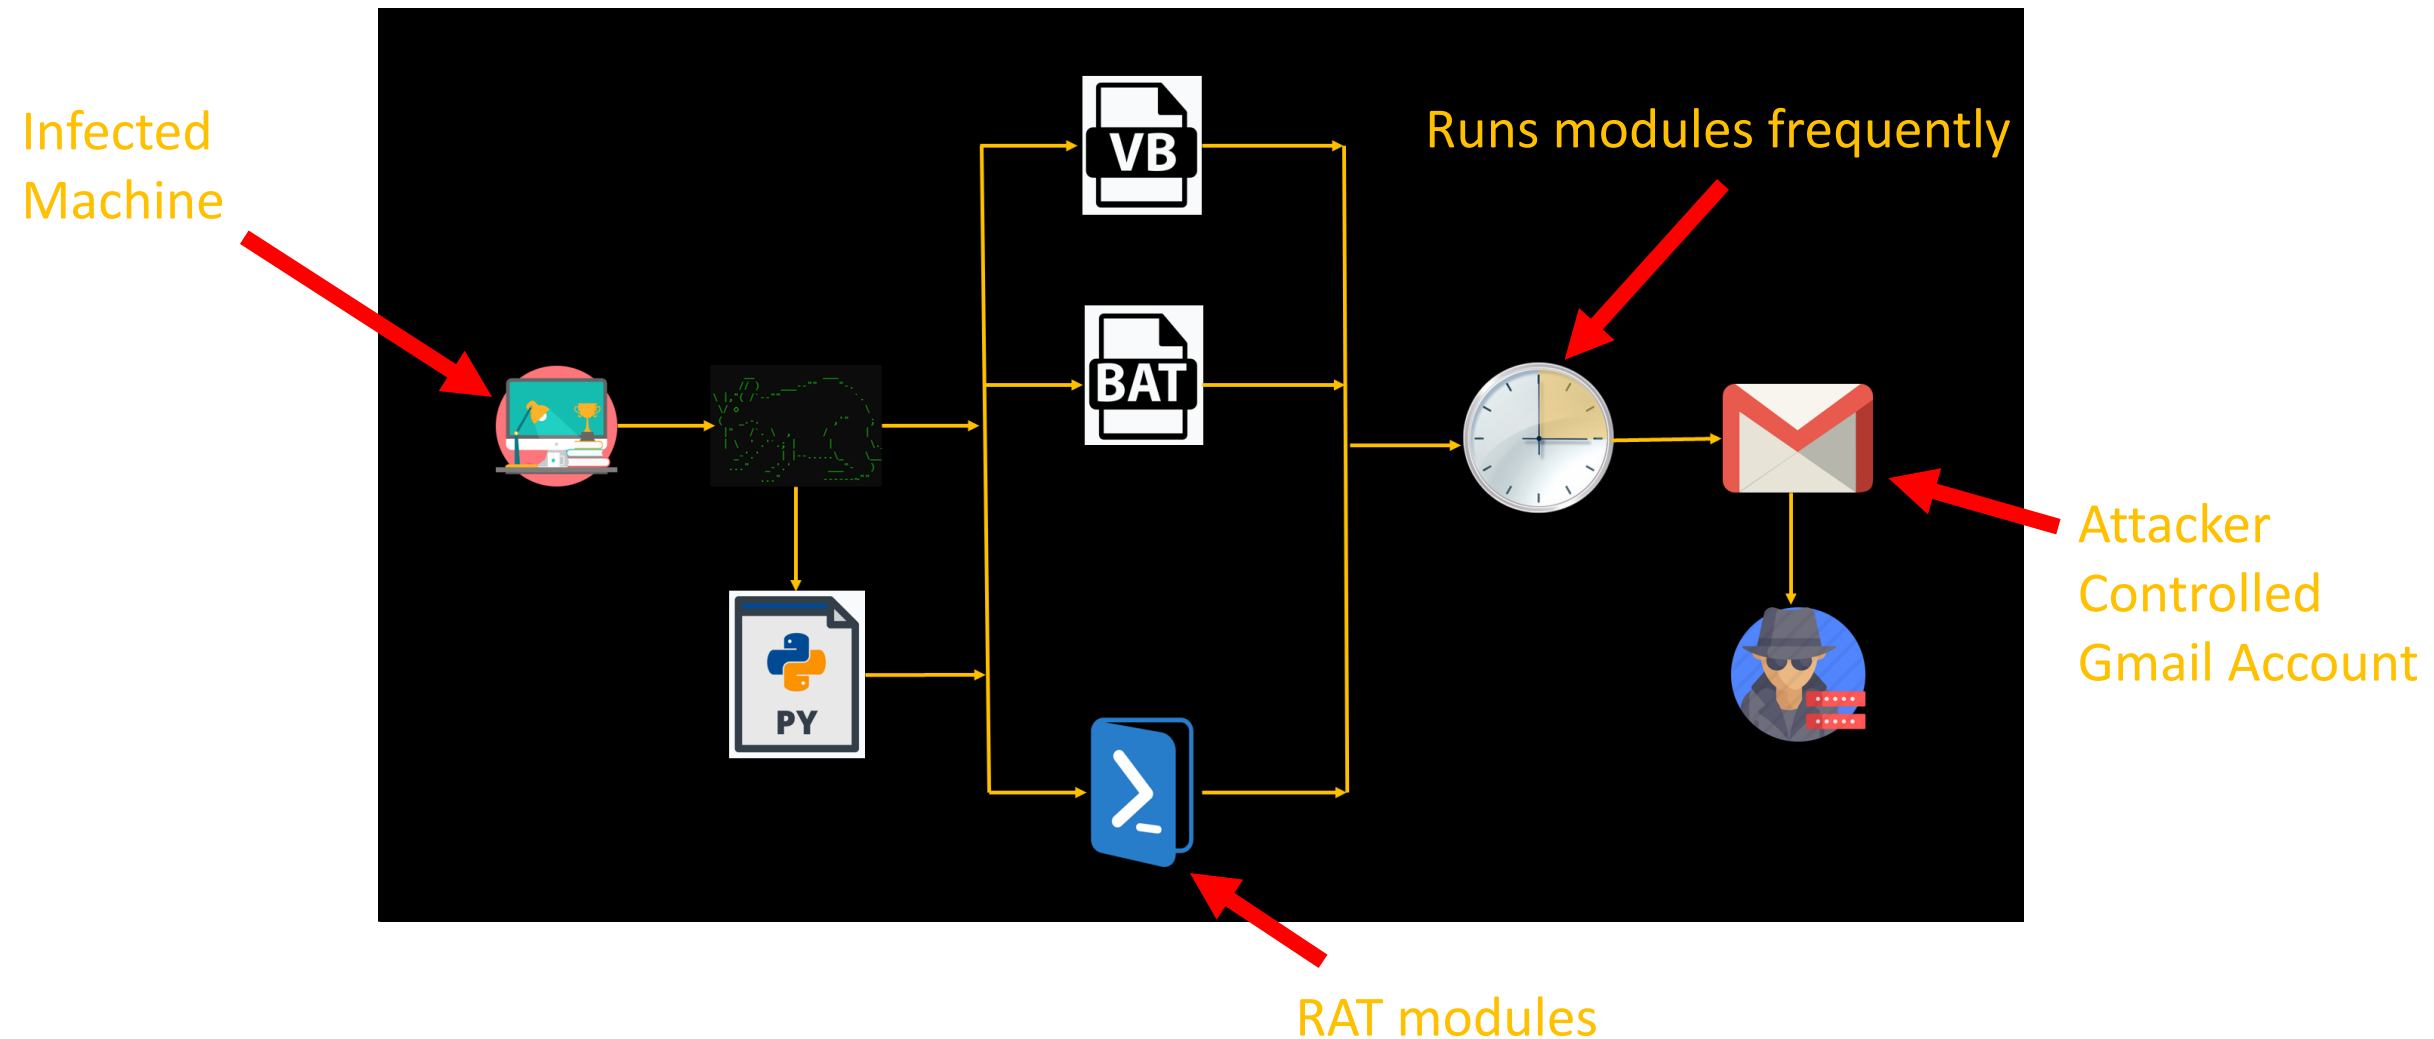 Infected
Machine
Runs modules frequently
VB
BAT
PY
Attacker
Controlled
Gmail Account
RAT modules